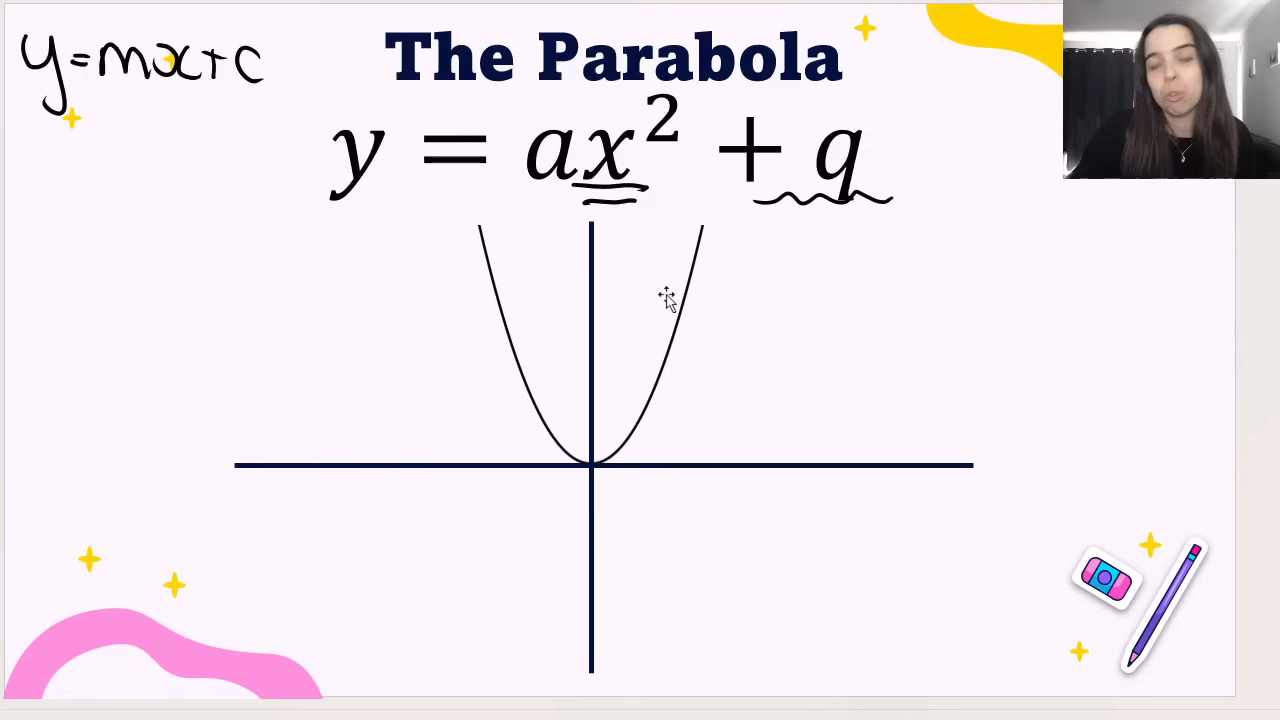 y=mx+c
The Parabola
y = ax² + q